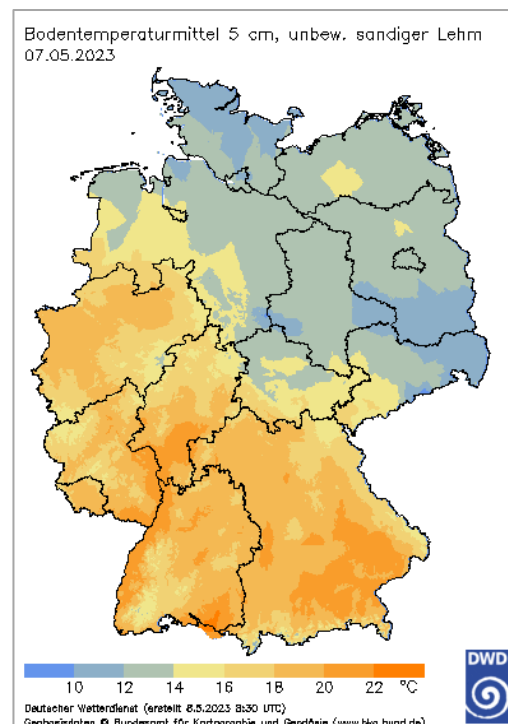 Bodentemperaturmittel 5 cm, unbew. sandiger Lehm
07.05.2023
10 12 14 16 18 20 22 °C
DWD
Deutscher Wetterdienst (erstellt 8.5.2023 8:30 UTC)
Geobasisdaten © Bundesamt für Kartographie und Geodäsie (www.bkg.bund.de)